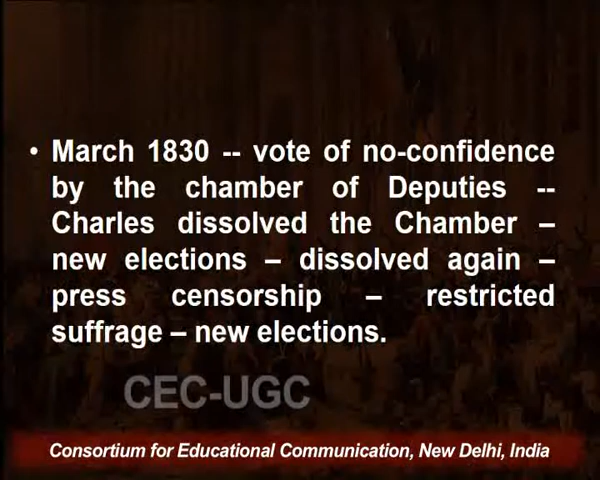 • March 1830 -- vote of no-confidence
by the chamber of Deputies --
Charles dissolved the Chamber –
new elections – dissolved again –
press censorship – restricted
suffrage – new elections.
CEC-UGC
Consortium for Educational Communication, New Delhi, India